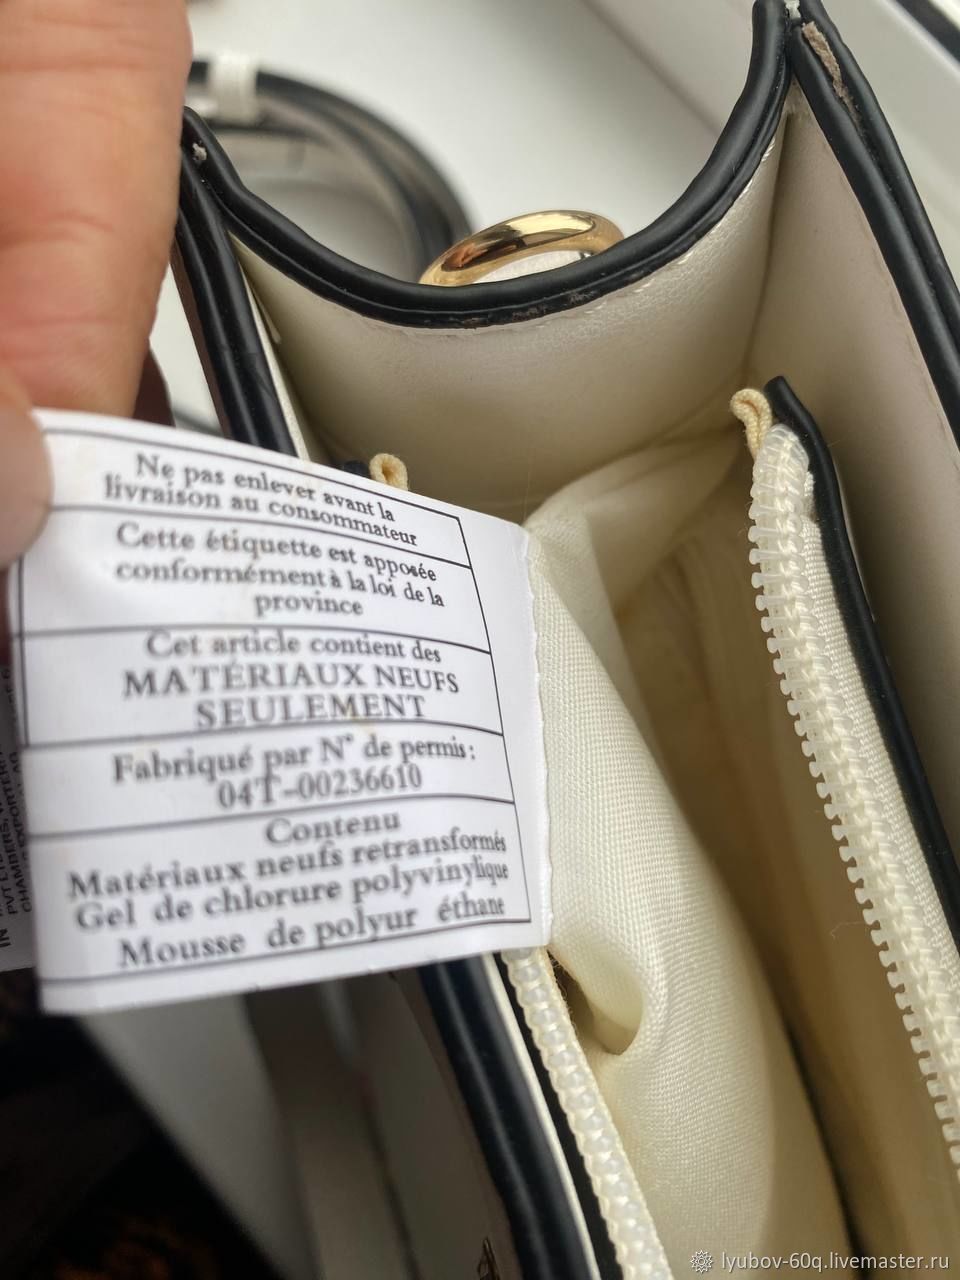 Ne pas enlever avant la
livraison au consommateur
Cette étiquette est apposée
conformément à la loi de la
province
Cet article contient des
MATÉRIAUX NEUFS
SEULEMENT
Fabriqué par N° de permis:
04T-00236610
Contenu
Matériaux neufs retransformés
Gel de chlorure polyvinylique
Mousse de polyur éthane
lyubov-60q.livemaster.ru